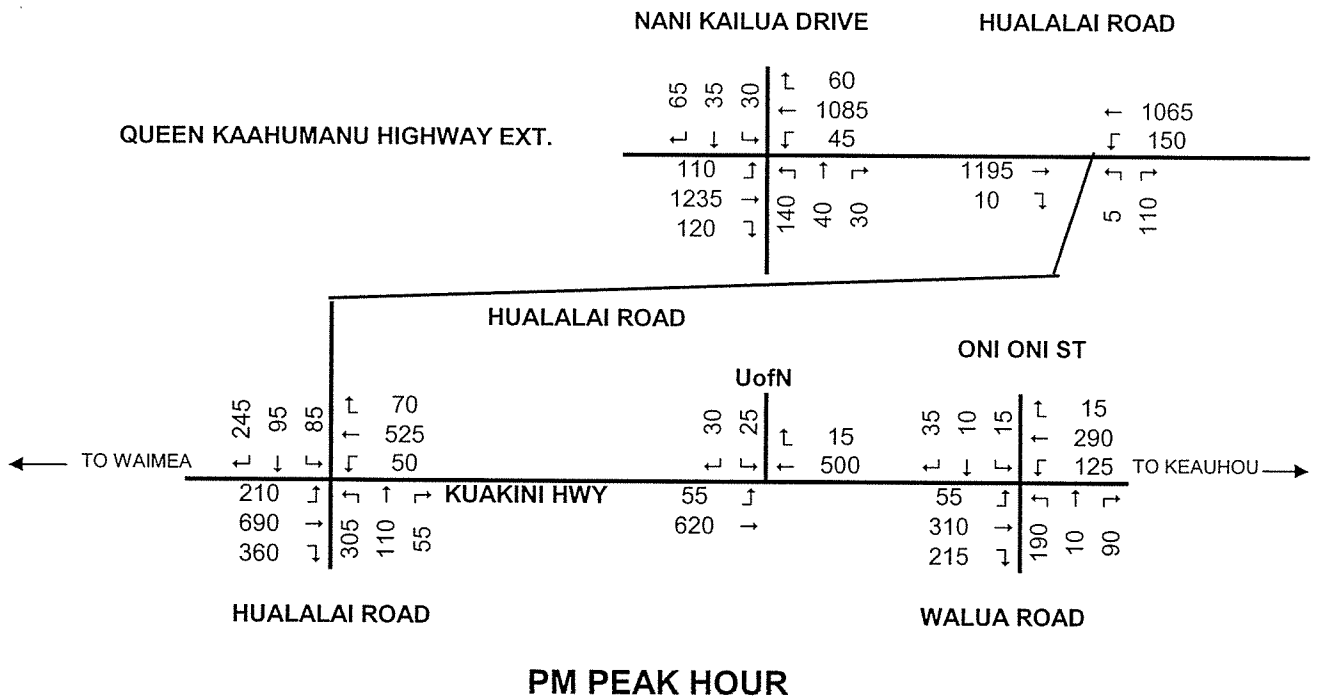 NANI KAILUA DRIVE HUALALAI ROAD
65 35 30 60
1085 1065
QUEEN KAAHUMANU HIGHWAY EXT. 45 150
110 1195
1235 140 40 30 10 5 110
120
HUALALAI ROAD
ONI ONI ST
UofN
245 95 85 70 30 25 35 10 15 15
525 15 290
TO WAIMEA 50 500 125 TO KEAUHOU
210 KUAKINI HWY 55 55
690 305 110 55 620 310 190 10 90
360 215
HUALALAI ROAD WALUA ROAD
PM PEAK HOUR